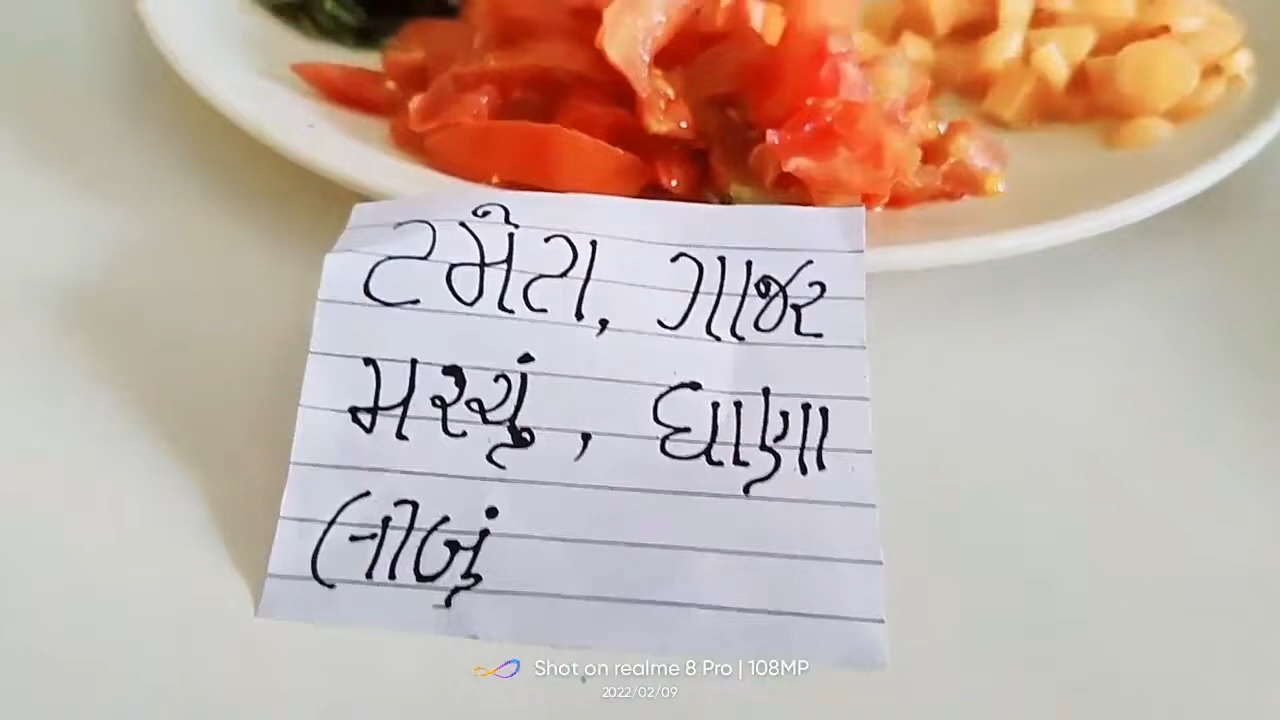 ટમેટા, ગાજર
મરચું, ધાણા
લીબું
Shot on realme 8 Pro | 108MP
2022/02/09